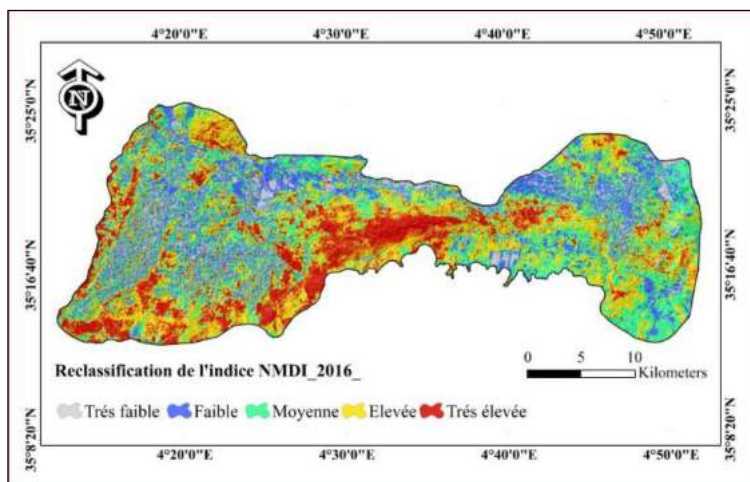 4°20'0"E 4°30'0"E 4°40'0"E 4°50'0"E
35°25'0"N 35°25'0"N
N
35°16'40"N 35°16'40"N
Reclassification de l'indice NMDI_2016_
0 5 10
Kilometers
Trés faible Faible Moyenne Elevée Trés élevée
35°8'20"N 35°8'20"N
4°20'0"E 4°30'0"E 4°40'0"E 4°50'0"E